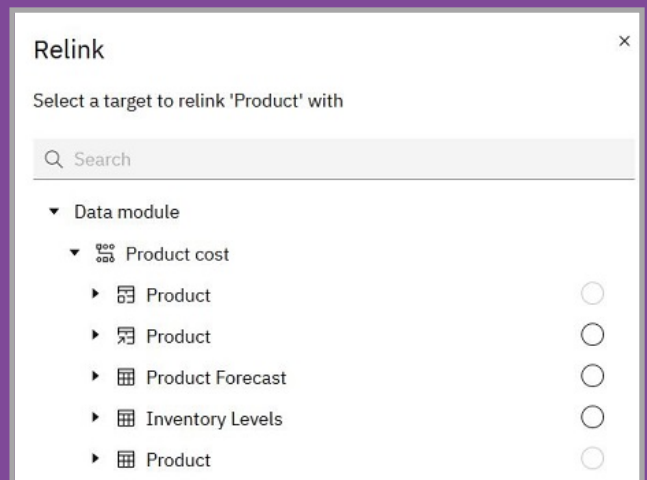 Relink
Select a target to relink 'Product' with
Search
Data module
Product cost
Product
Product
Product Forecast
Inventory Levels
Product